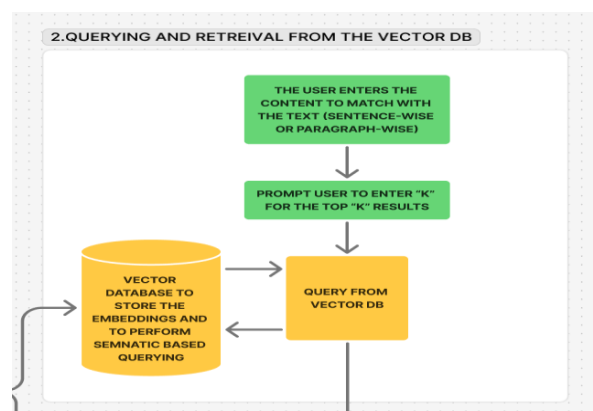 2.QUERYING AND RETREIVAL FROM THE VECTOR DB
THE USER ENTERS THE
CONTENT TO MATCH WITH
THE TEXT (SENTENCE-WISE
OR PARAGRAPH-WISE)
PROMPT USER TO ENTER "K"
FOR THE TOP "K" RESULTS
VECTOR
DATABASE TO
STORE THE
EMBEDDINGS AND
TO PERFORM
SEMNATIC BASED
QUERYING
QUERY FROM
VECTOR DB